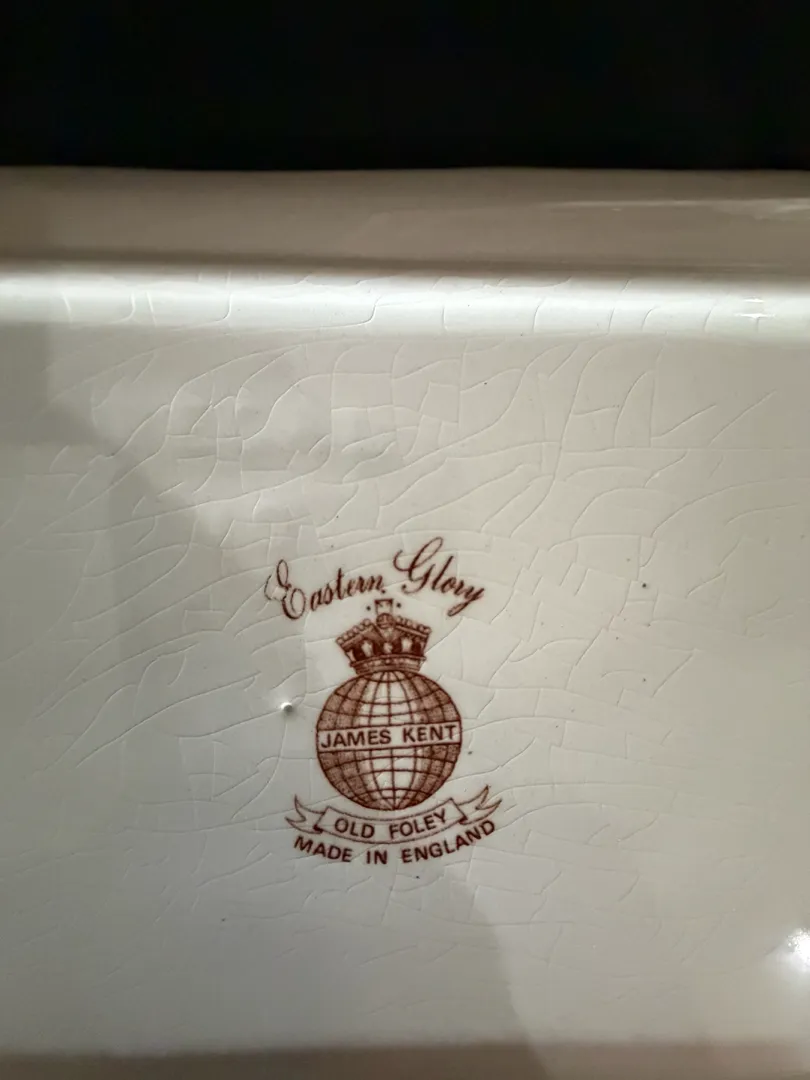 Eastern Glory
JAMES KENT
OLD FOLEY
MADE IN ENGLAND